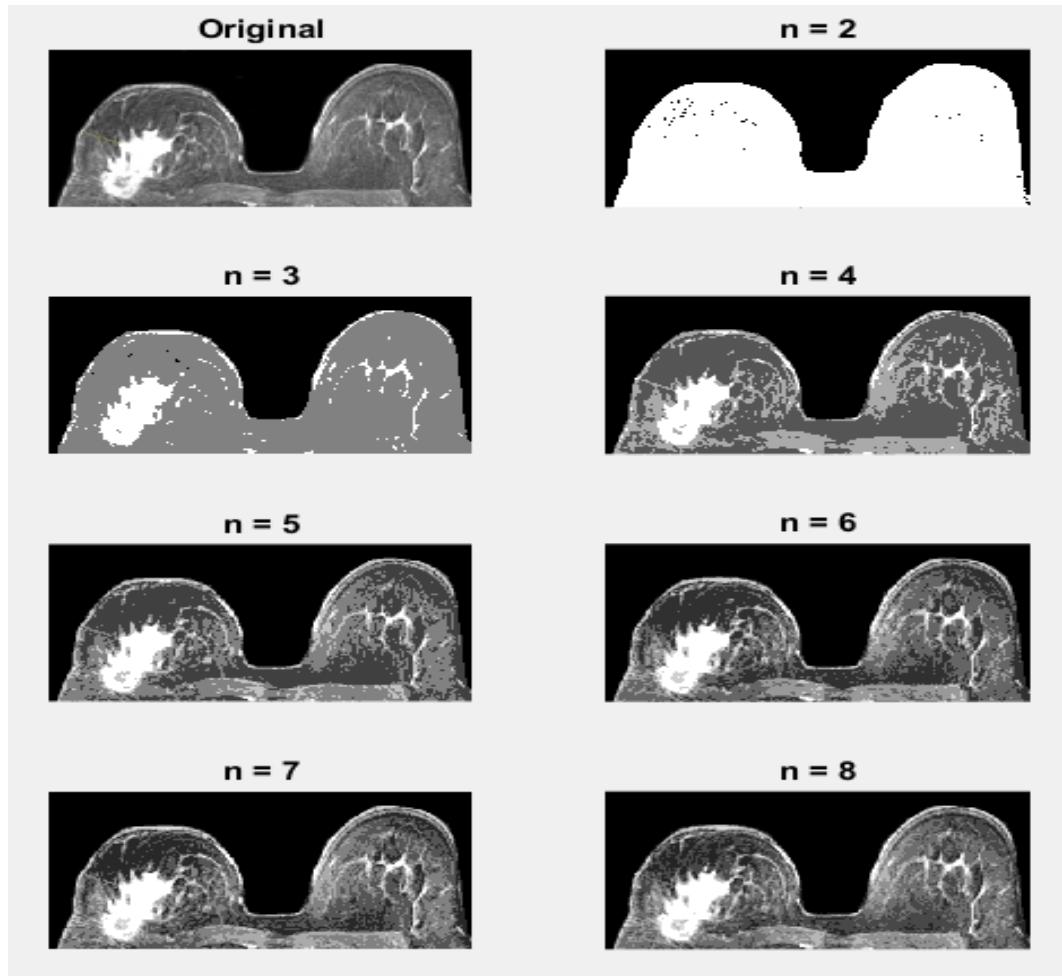 Original
n = 2
n = 3
n = 4
n = 5
n = 6
n = 7
n = 8